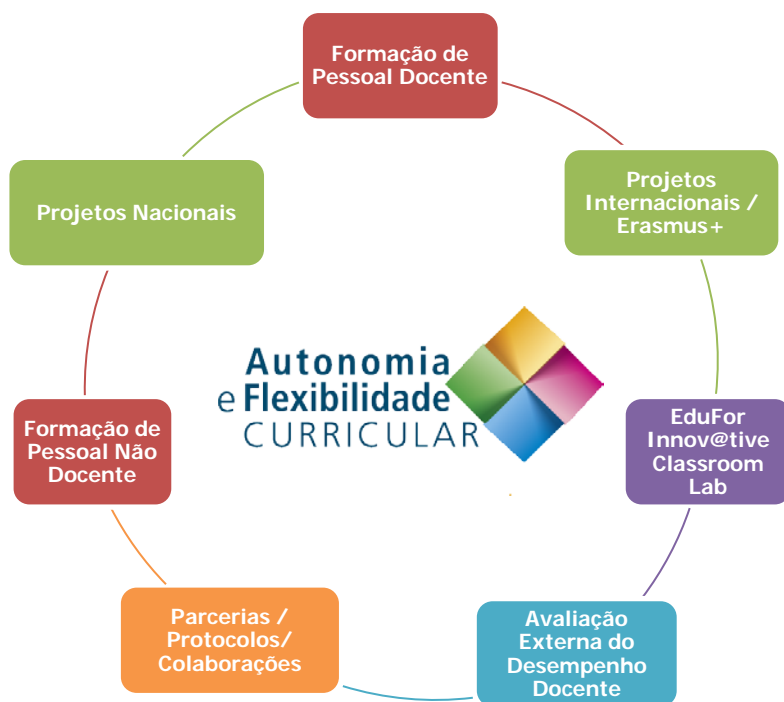 Formação de
Pessoal Docente
Projetos
Internacionais /
Erasmus+
EduFor
Innov@tive
Classroom
Lab
Avaliação
Externa do
Desempenho
Docente
Parcerias /
Protocolos/
Colaborações
Formação de
Pessoal Não
Docente
Projetos Nacionais
Autonomia
e Flexibilidade
CURRICULAR